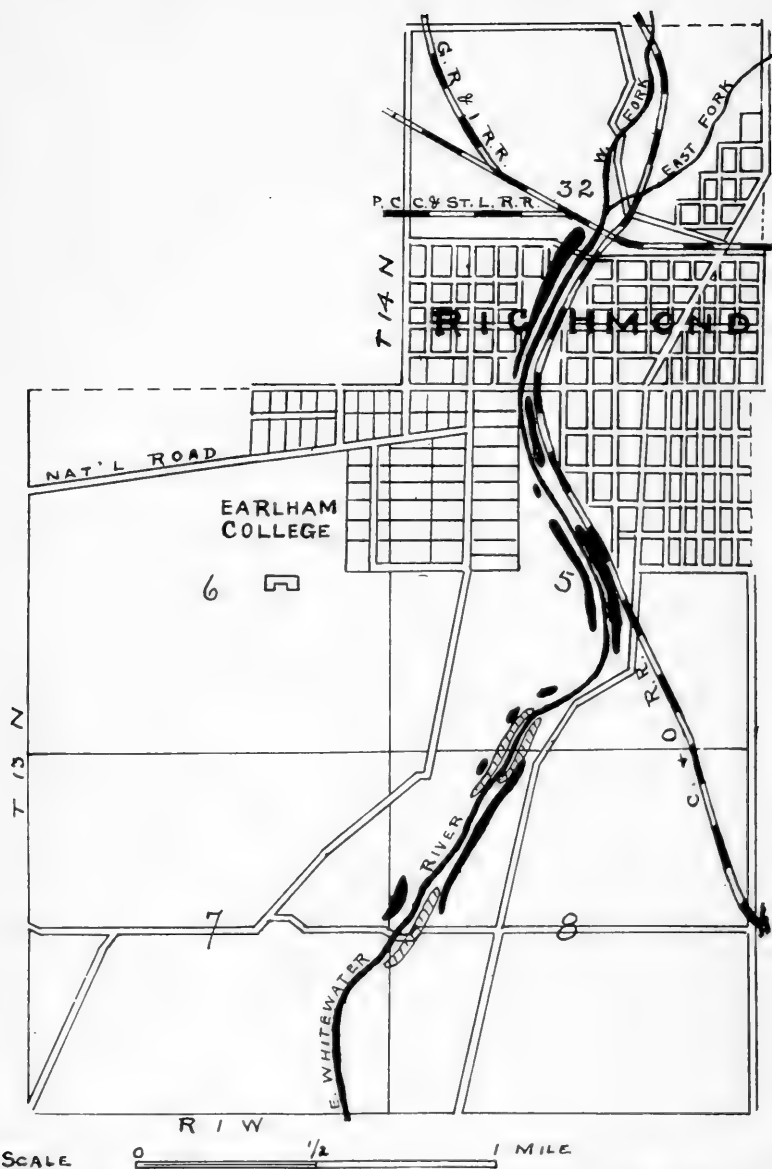 G. R & I R.R.
W. FORK
EAST FORK
32
P. C. C. & ST. L. R.R.
T 14 N
RICHMOND
NAT'L ROAD
EARLHAM
COLLEGE
6
5
R.R.
O
C.
T 13 N
RIVER
7
8
E. WHITEWATER
R 1 W
SCALE 0 1/2 1 MILE